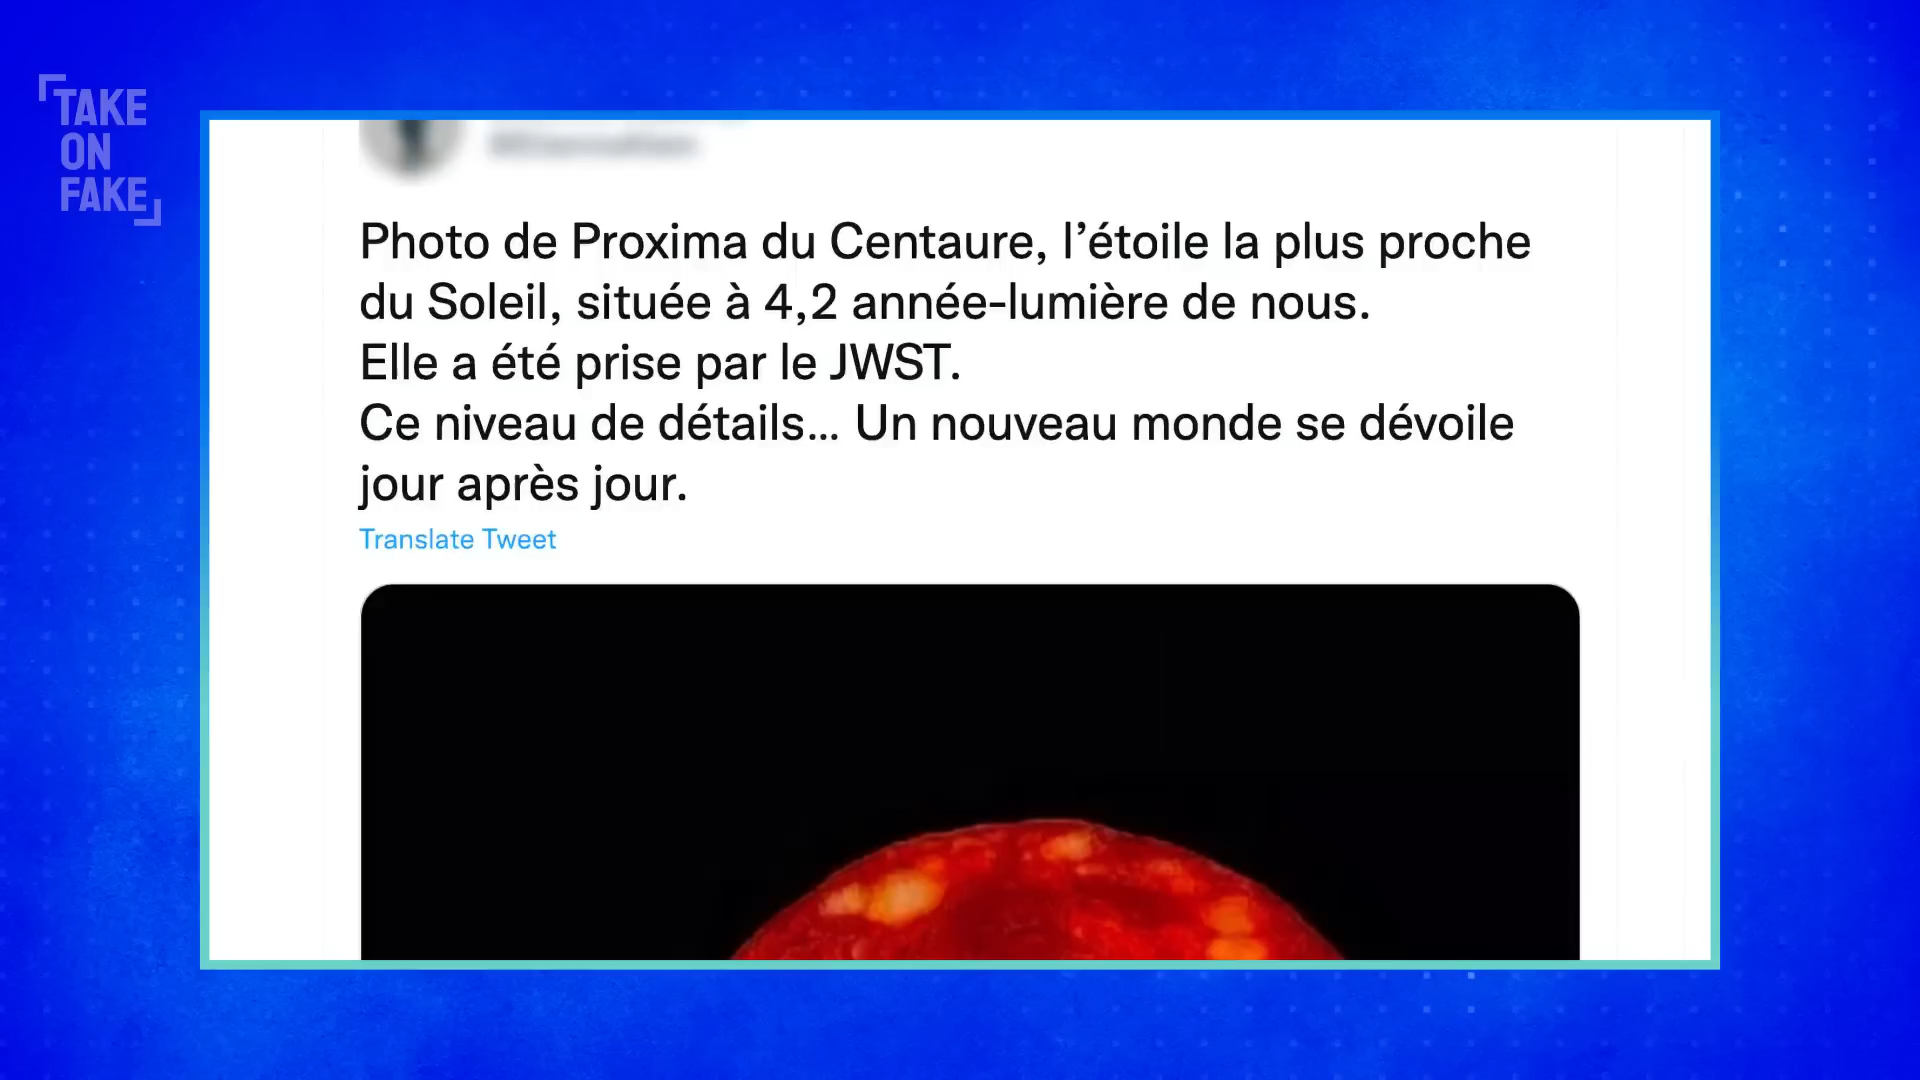 TAKE
ON
FAKE
Photo de Proxima du Centaure, l’étoile la plus proche
du Soleil, située à 4,2 année-lumière de nous.
Elle a été prise par le JWST.
Ce niveau de détails... Un nouveau monde se dévoile
jour après jour.
Translate Tweet